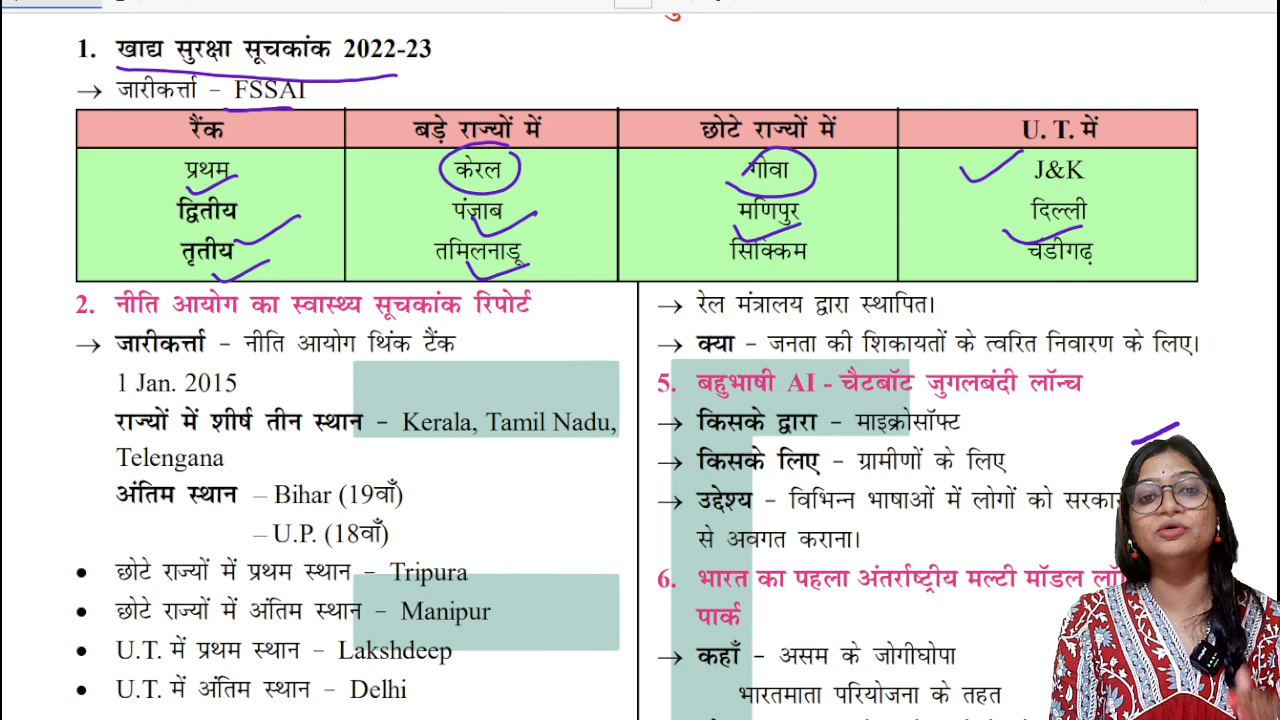 1. खाद्य सुरक्षा सूचकांक 2022-23
→ जारीकर्त्ता - FSSAI
रैंक बड़े राज्यों में छोटे राज्यों में U. T. में
प्रथम केरल गोवा J&K
द्वितीय पंजाब मणिपुर दिल्ली
तृतीय तमिलनाडू सिक्किम चंडीगढ़
2. नीति आयोग का स्वास्थ्य सूचकांक रिपोर्ट
→ जारीकर्त्ता - नीति आयोग थिंक टैंक
1 Jan. 2015
राज्यों में शीर्ष तीन स्थान - Kerala, Tamil Nadu,
Telengana
अंतिम स्थान – Bihar (19वाँ)
– U.P. (18वाँ)
• छोटे राज्यों में प्रथम स्थान - Tripura
• छोटे राज्यों में अंतिम स्थान - Manipur
• U.T. में प्रथम स्थान - Lakshdeep
• U.T. में अंतिम स्थान - Delhi
→ रेल मंत्रालय द्वारा स्थापित।
→ क्या - जनता की शिकायतों के त्वरित निवारण के लिए।
5. बहुभाषी AI - चैटबॉट जुगलबंदी लॉन्च
→ किसके द्वारा - माइक्रोसॉफ्ट
→ किसके लिए - ग्रामीणों के लिए
→ उद्देश्य - विभिन्न भाषाओं में लोगों को
से अवगत कराना।
6. भारत का पहला अंतर्राष्ट्रीय मल्टी मॉडल
पार्क
→ कहाँ - असम के जोगीघोपा
भारतमाता परियोजना के तहत